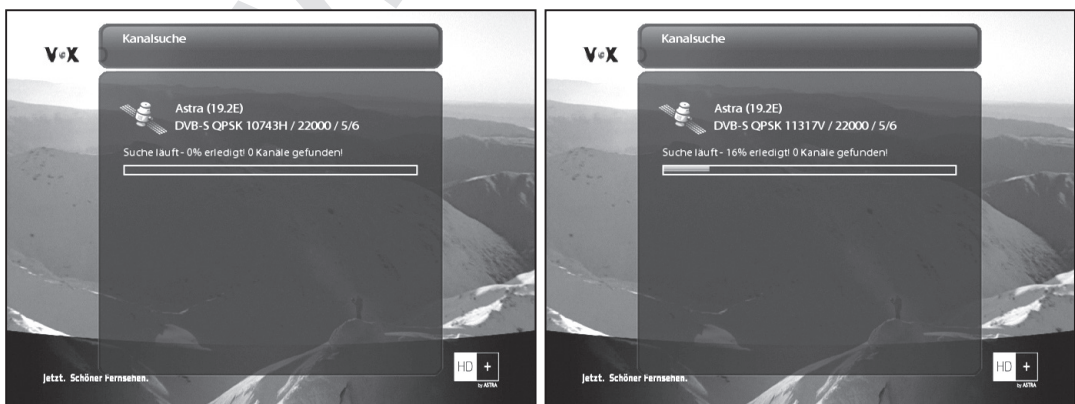 VOX
Kanalsuche
Astra (19.2E)
DVB-S QPSK 10743H / 22000 / 5/6
Suche läuft - 0% erledigt! 0 Kanäle gefunden!
Jetzt. Schöner Fernsehen.
HD +
by ASTRA
VOX
Kanalsuche
Astra (19.2E)
DVB-S QPSK 11317V / 22000 / 5/6
Suche läuft - 16% erledigt! 0 Kanäle gefunden!
Jetzt. Schöner Fernsehen.
HD +
by ASTRA